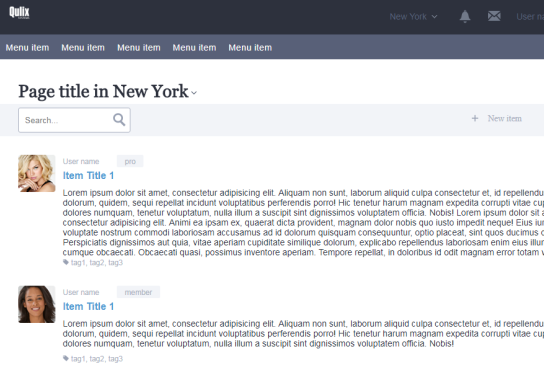 Qulix
New York
User na
Menu item Menu item Menu item Menu item Menu item
Page title in New York
Search...
+ New item
User name pro
Item Title 1
Lorem ipsum dolor sit amet, consectetur adipisicing elit. Aliquam non sunt, laborum aliquid culpa consectetur et, id repellendu
dolorum, quidem, sequi repellat incidunt voluptatibus perferendis porro! Hic tenetur harum magnam expedita corrupti vitae cup
dolores numquam, tenetur voluptatum, nulla illum a suscipit sint dignissimos voluptatem officia. Nobis! Lorem ipsum dolor sit a
consectetur adipisicing elit. Animi ea ipsam ex, quaerat dicta provident, magnam dolor nobis quo iusto impedit neque! Eius iur
voluptate nostrum commodi laboriosam accusamus ad id dolorum quisquam consequuntur, optio placeat, sint quos ducimus d
Perspiciatis dignissimos aut quia, vitae aperiam cupiditate similique dolorum, explicabo repellendus laboriosam enim eius illum
cumque obcaecati. Obcaecati quasi, possimus inventore aperiam. Tempore repellat, in doloribus id odit magnam error totam v
tag1, tag2, tag3
User name member
Item Title 1
Lorem ipsum dolor sit amet, consectetur adipisicing elit. Aliquam non sunt, laborum aliquid culpa consectetur et, id repellendu
dolorum, quidem, sequi repellat incidunt voluptatibus perferendis porro! Hic tenetur harum magnam expedita corrupti vitae cup
dolores numquam, tenetur voluptatum, nulla illum a suscipit sint dignissimos voluptatem officia. Nobis!
tag1, tag2, tag3